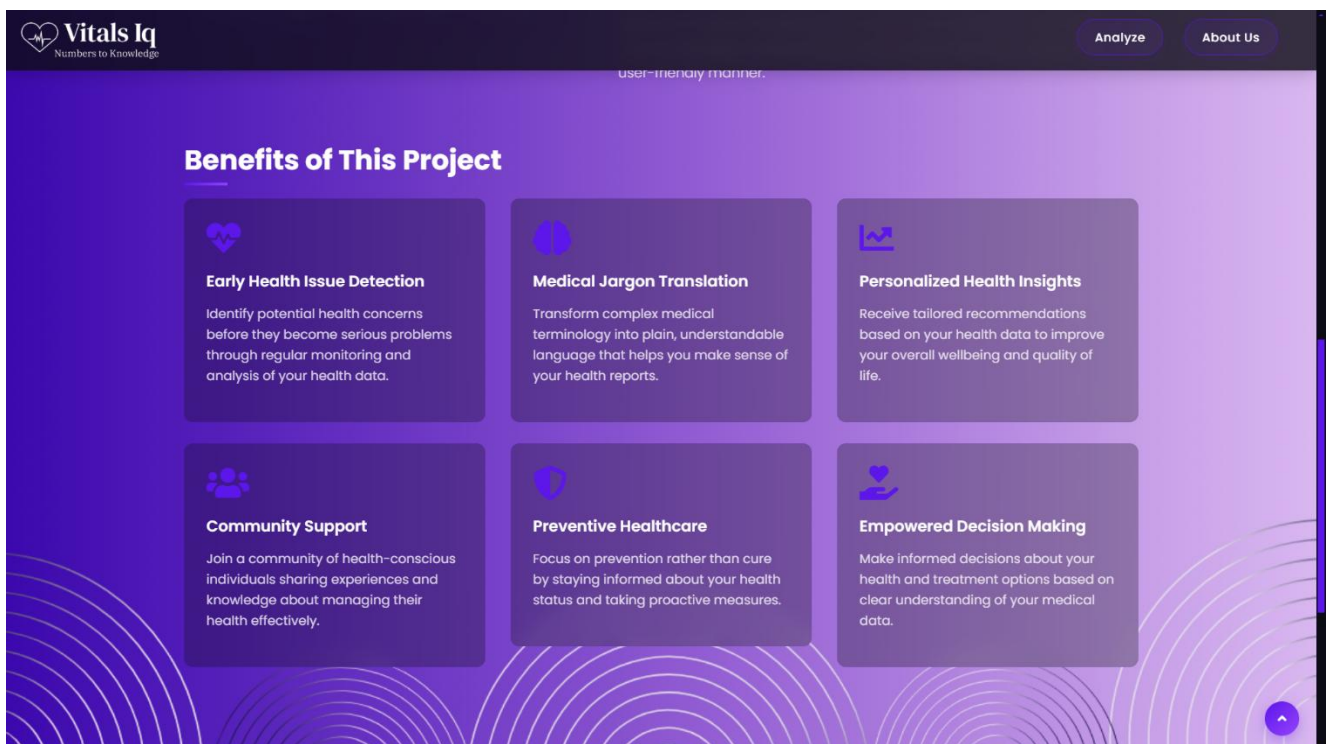 Vitals Iq
Numbers to Knowledge
Analyze
About Us
user-friendly manner.
Benefits of This Project
Early Health Issue Detection
Identify potential health concerns
before they become serious problems
through regular monitoring and
analysis of your health data.
Medical Jargon Translation
Transform complex medical
terminology into plain, understandable
language that helps you make sense of
your health reports.
Personalized Health Insights
Receive tailored recommendations
based on your health data to improve
your overall wellbeing and quality of
life.
Community Support
Join a community of health-conscious
individuals sharing experiences and
knowledge about managing their
health effectively.
Preventive Healthcare
Focus on prevention rather than cure
by staying informed about your health
status and taking proactive measures.
Empowered Decision Making
Make informed decisions about your
health and treatment options based on
clear understanding of your medical
data.